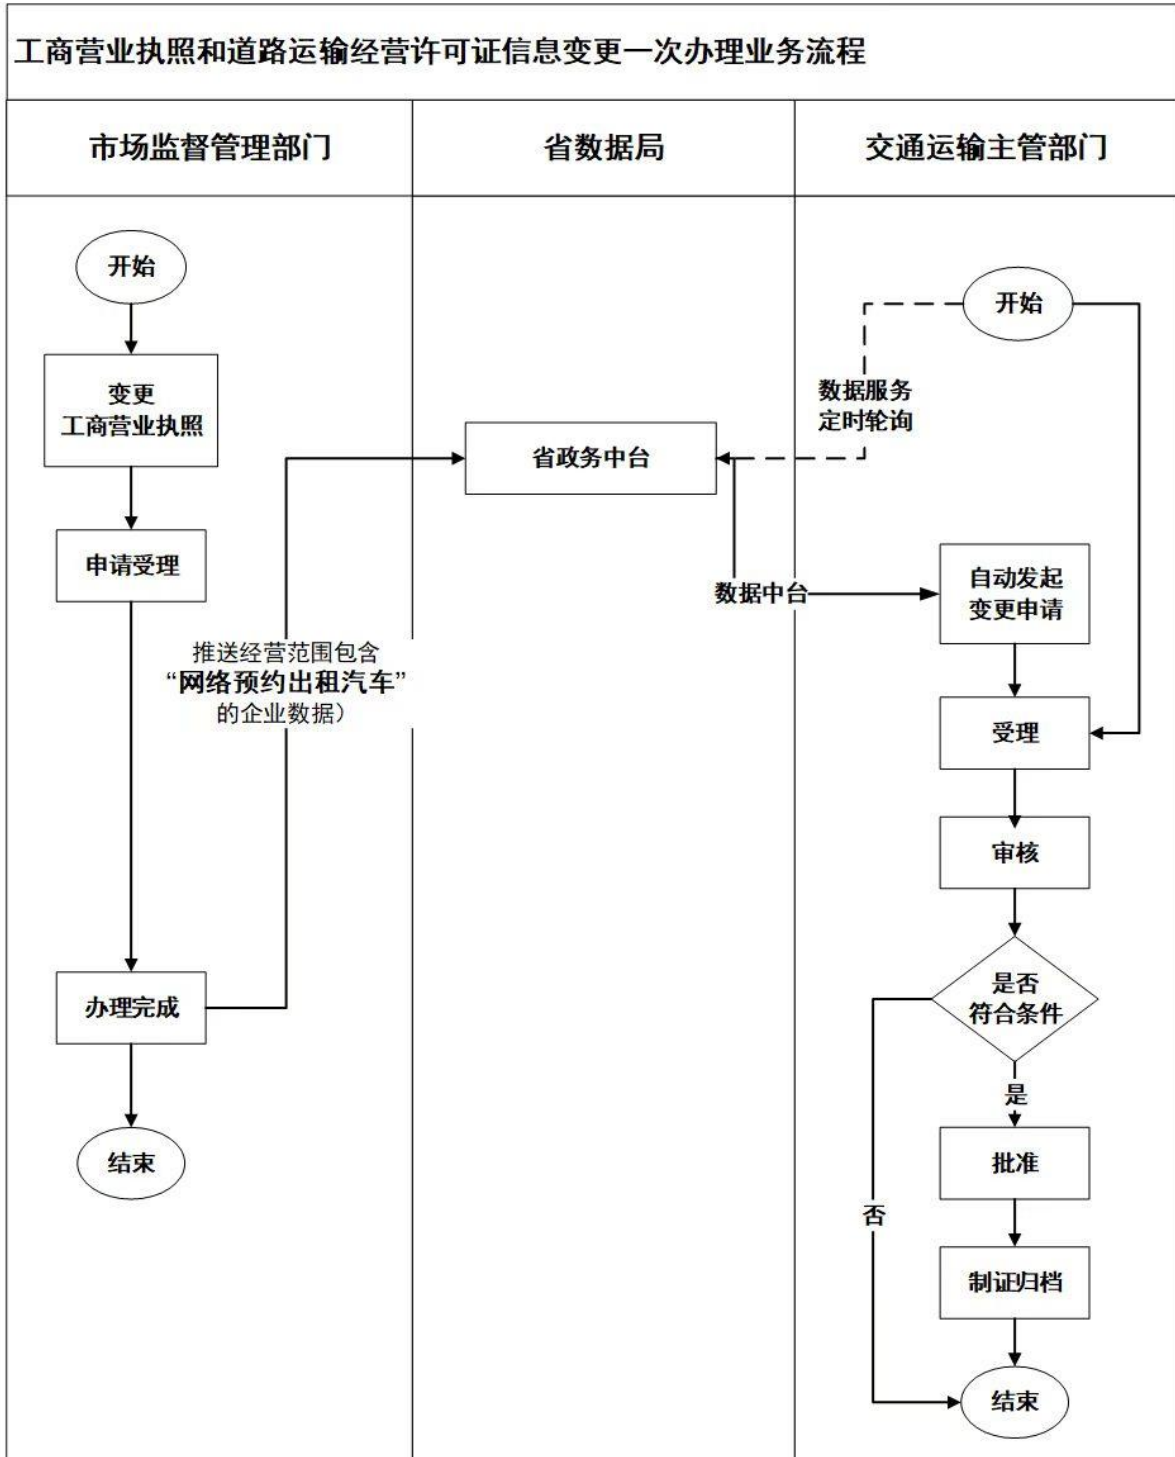 工商营业执照和道路运输经营许可证信息变更一次办理业务流程
市场监督管理部门
省数据局
交通运输主管部门
开始
变更
工商营业执照
申请受理
推送经营范围包含
“网络预约出租汽车”
的企业数据）
办理完成
结束
省政务中台
数据中台
开始
数据服务
定时轮询
自动发起
变更申请
受理
审核
是否
符合条件
是
否
批准
制证归档
结束